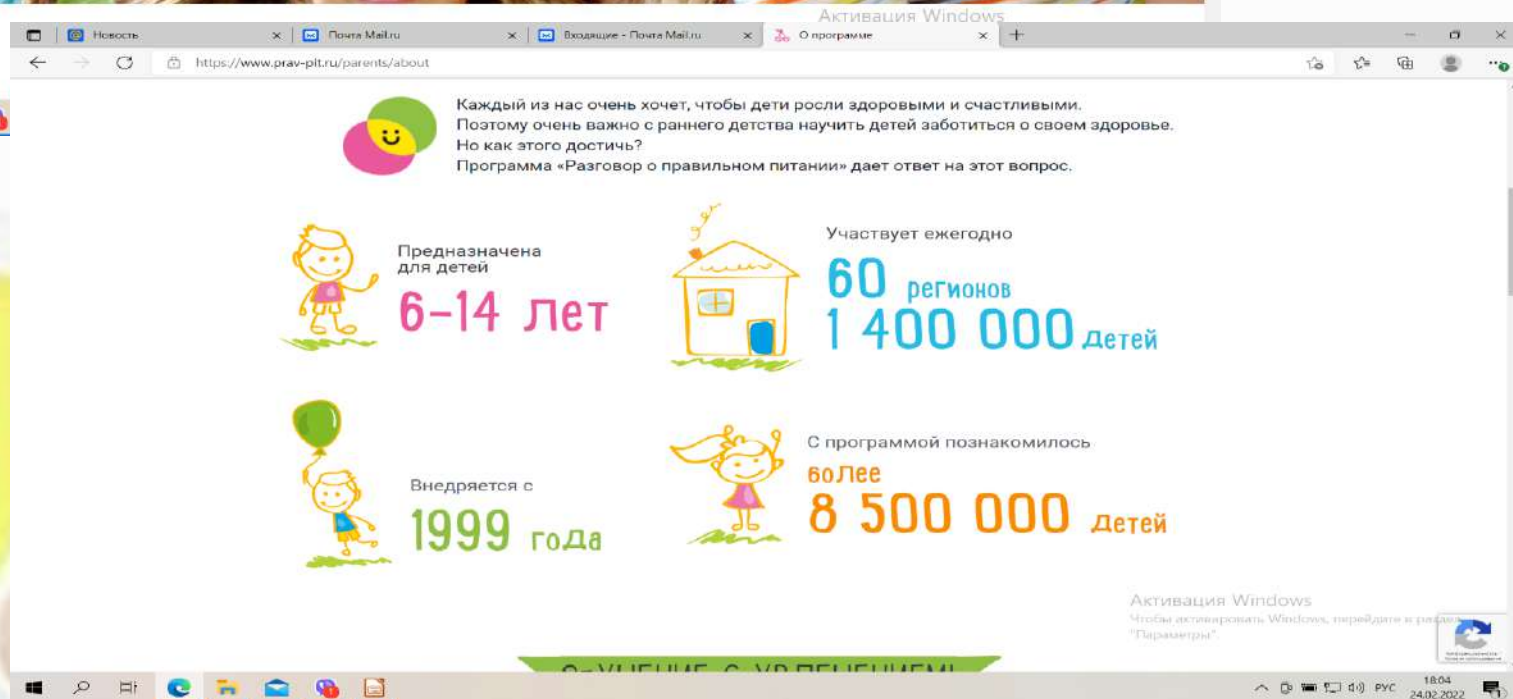 Активация Windows
Новость
Почта Mail.ru
Входящие - Почта Mail.ru
О программе
https://www.prav-pit.ru/parents/about
Каждый из нас очень хочет, чтобы дети росли здоровыми и счастливыми.
Поэтому очень важно с раннего детства научить детей заботиться о своем здоровье.
Но как этого достичь?
Программа «Разговор о правильном питании» дает ответ на этот вопрос.
Предназначена
для детей
6-14 лет
Участвует ежегодно
60 регионов
1 400 000 детей
Внедряется с
1999 года
С программой познакомилось
более
8 500 000 детей
Активация Windows
Чтобы активировать Windows, перейдите в раздел
"Параметры".
РУС
18:04
24.02.2022